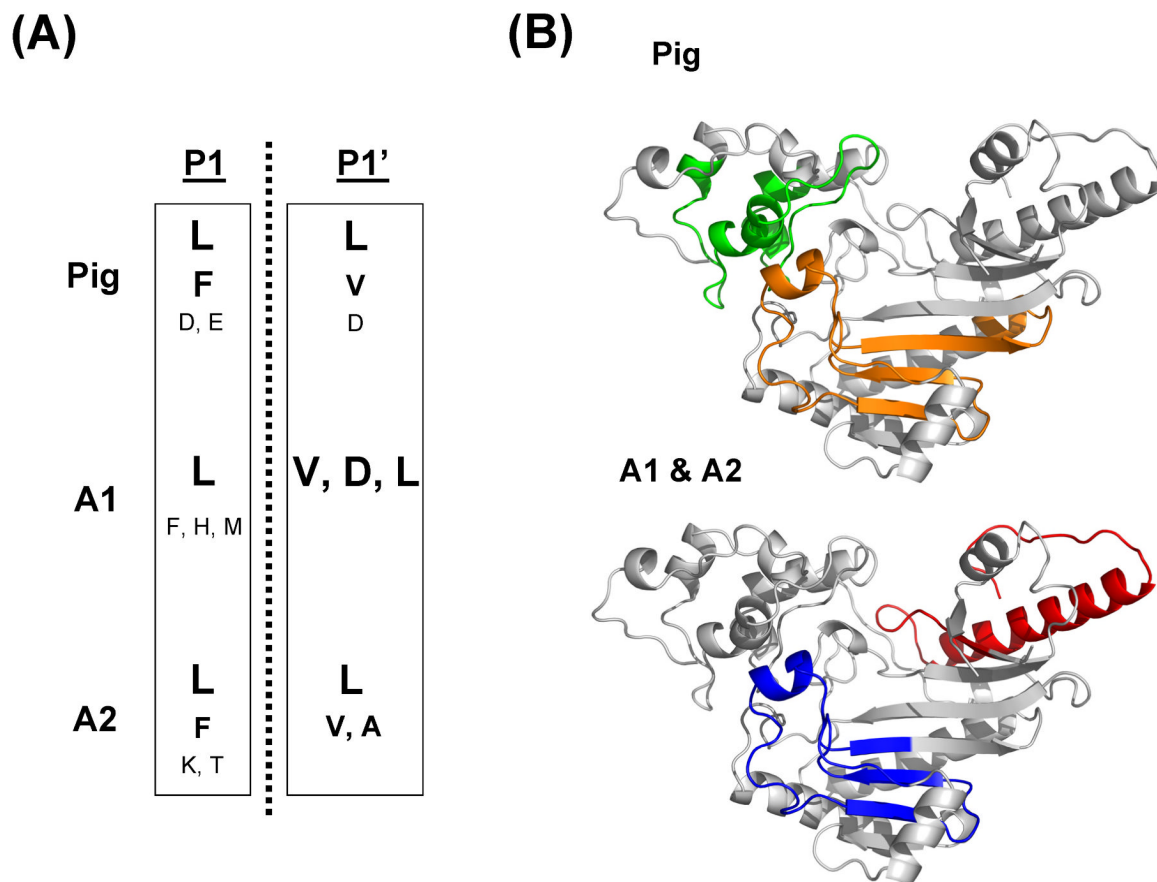 (A)
P1 P1’
Pig
L L
F V
D, E D
A1
L V, D, L
F, H, M
A2
L L
F V, A
K, T
(B)
Pig
A1 & A2